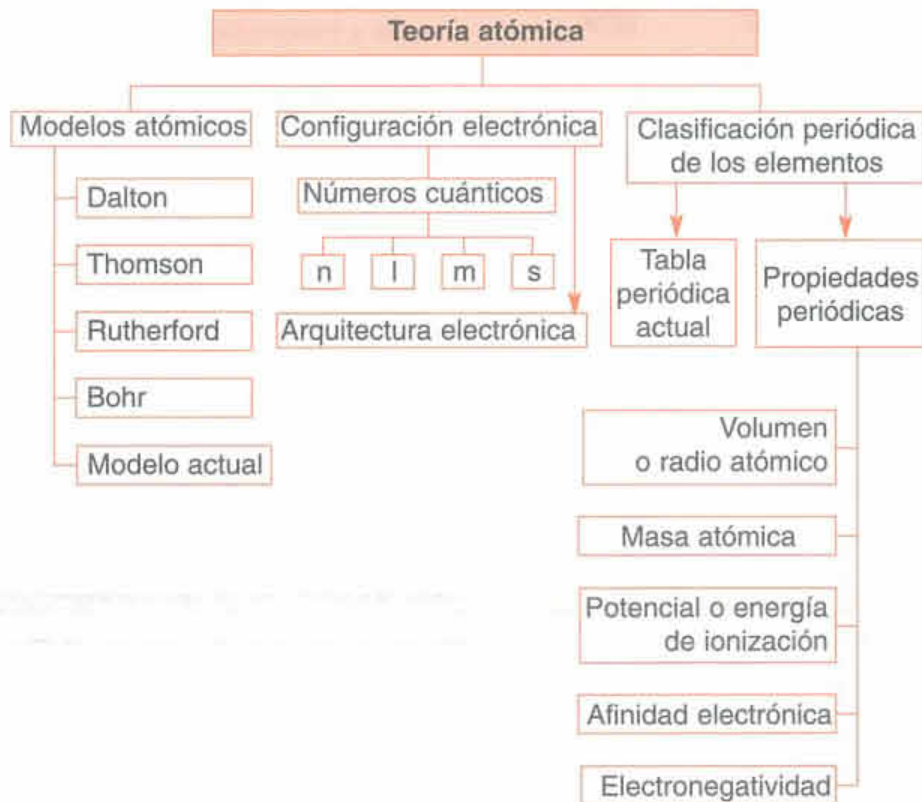 Teoría atómica
Modelos atómicos
Dalton
Thomson
Rutherford
Bohr
Modelo actual
Configuración electrónica
Números cuánticos
n l m s
Arquitectura electrónica
Clasificación periódica
de los elementos
Tabla
periódica
actual
Propiedades
periódicas
Volumen
o radio atómico
Masa atómica
Potencial o energía
de ionización
Afinidad electrónica
Electronegatividad